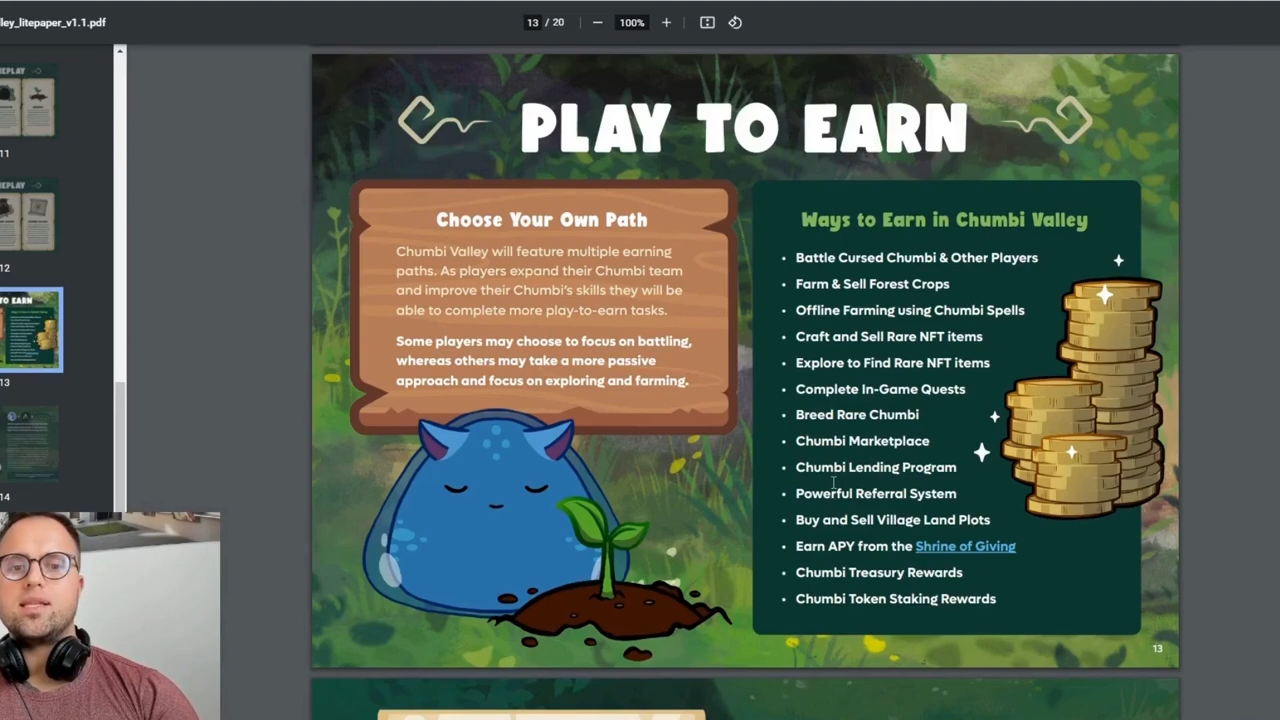 lley_litepaper_v1.1.pdf
13 / 20
100%
11
12
13
14
PLAY TO EARN
Choose Your Own Path
Chumbi Valley will feature multiple earning
paths. As players expand their Chumbi team
and improve their Chumbi's skills they will be
able to complete more play-to-earn tasks.
Some players may choose to focus on battling,
whereas others may take a more passive
approach and focus on exploring and farming.
Ways to Earn in Chumbi Valley
• Battle Cursed Chumbi & Other Players
• Farm & Sell Forest Crops
• Offline Farming using Chumbi Spells
• Craft and Sell Rare NFT items
• Explore to Find Rare NFT items
• Complete In-Game Quests
• Breed Rare Chumbi
• Chumbi Marketplace
• Chumbi Lending Program
• Powerful Referral System
• Buy and Sell Village Land Plots
• Earn APY from the Shrine of Giving
• Chumbi Treasury Rewards
• Chumbi Token Staking Rewards
13